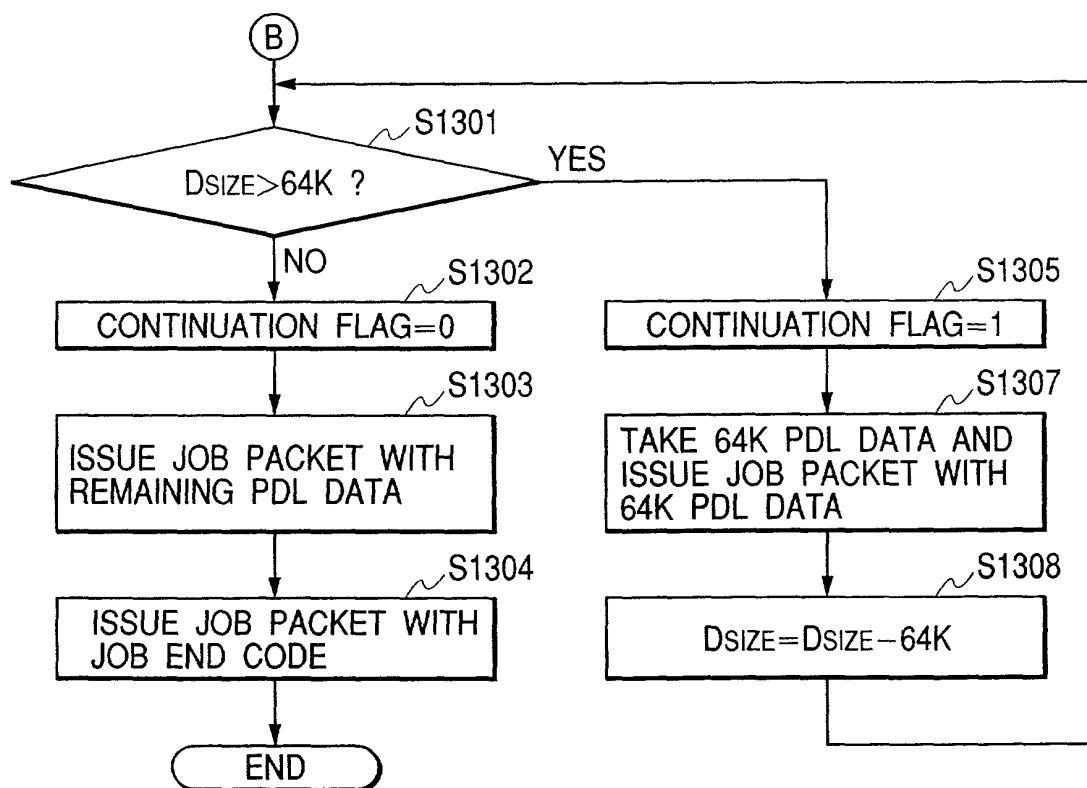 B
S1301
DSIZE>64K ?
YES
NO
S1302
CONTINUATION FLAG=0
S1303
ISSUE JOB PACKET WITH
REMAINING PDL DATA
S1304
ISSUE JOB PACKET WITH
JOB END CODE
END
S1305
CONTINUATION FLAG=1
S1307
TAKE 64K PDL DATA AND
ISSUE JOB PACKET WITH
64K PDL DATA
S1308
DSIZE=DSIZE−64K